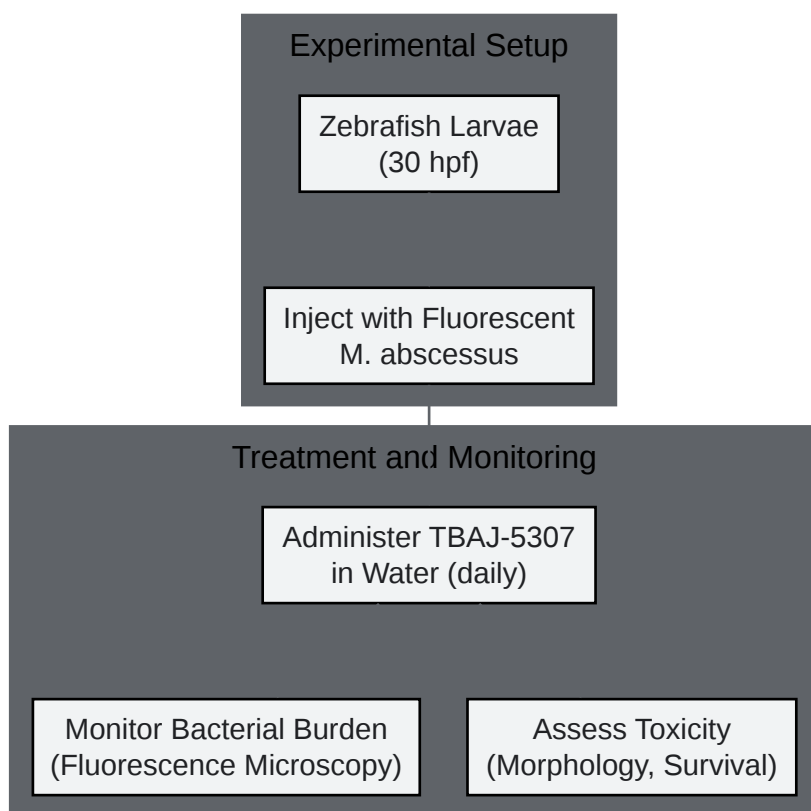 Experimental Setup
Zebrafish Larvae
(30 hpf)
Inject with Fluorescent
M. abscessus
Treatment and Monitoring
Administer TBAJ-5307
in Water (daily)
Monitor Bacterial Burden
(Fluorescence Microscopy)
Assess Toxicity
(Morphology, Survival)